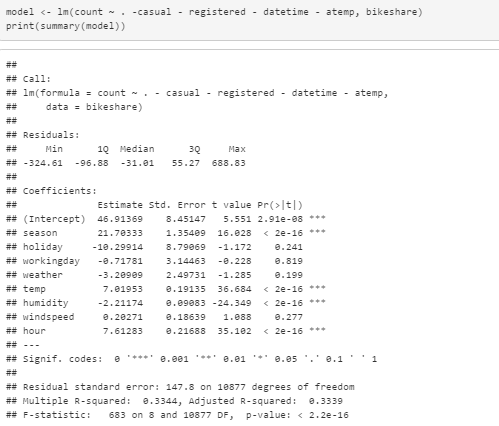 model <- lm(count ~ . -casual - registered - datetime - atemp, bikeshare)
print(summary(model))
##
## Call:
## lm(formula = count ~ . - casual - registered - datetime - atemp,
##     data = bikeshare)
##
## Residuals:
##     Min      1Q  Median      3Q     Max
## -324.61  -96.88  -31.01   55.27  688.83
##
## Coefficients:
##              Estimate Std. Error t value Pr(>|t|)
## (Intercept)  46.91369    8.45147   5.551 2.91e-08 ***
## season       21.70333    1.35409  16.028  < 2e-16 ***
## holiday     -10.29914    8.79069  -1.172    0.241
## workingday   -0.71781    3.14463  -0.228    0.819
## weather      -3.20909    2.49731  -1.285    0.199
## temp          7.01953    0.19135  36.684  < 2e-16 ***
## humidity     -2.21174    0.09083 -24.349  < 2e-16 ***
## windspeed     0.20271    0.18639   1.088    0.277
## hour          7.61283    0.21688  35.102  < 2e-16 ***
## ---
## Signif. codes:  0 '***' 0.001 '**' 0.01 '*' 0.05 '.' 0.1 ' ' 1
##
## Residual standard error: 147.8 on 10877 degrees of freedom
## Multiple R-squared:  0.3344, Adjusted R-squared:  0.3339
## F-statistic:   683 on 8 and 10877 DF,  p-value: < 2.2e-16